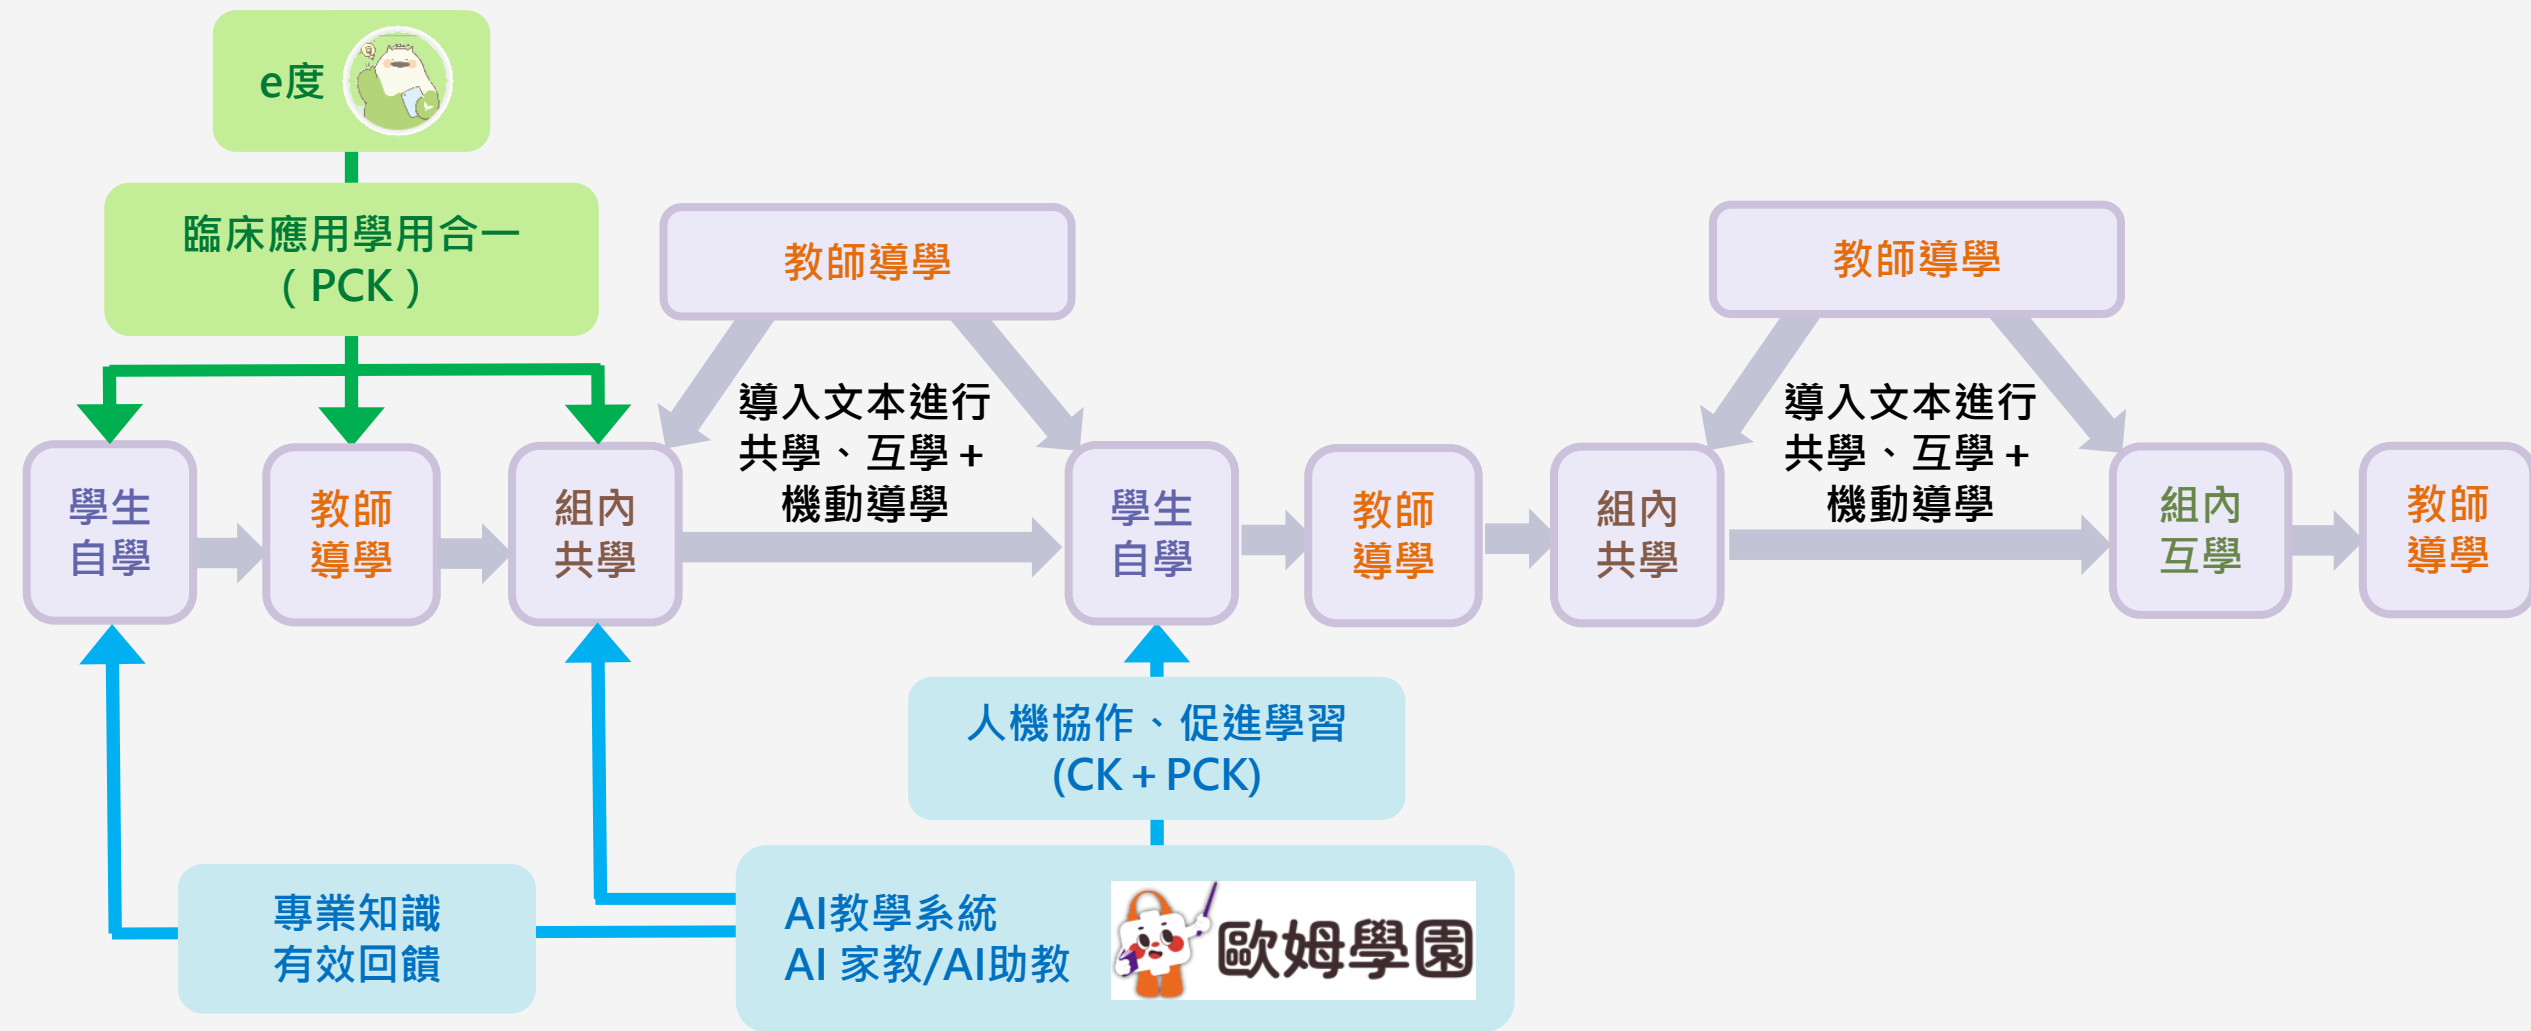 e度
臨床應用學用合一
（PCK）
教師導學
教師導學
導入文本進行
共學、互學+
機動導學
導入文本進行
共學、互學+
機動導學
學生
自學
教師
導學
組內
共學
學生
自學
教師
導學
組內
共學
組內
互學
教師
導學
人機協作、促進學習
(CK+PCK)
專業知識
有效回饋
AI教學系統
AI 家教/AI助教
歐姆學園